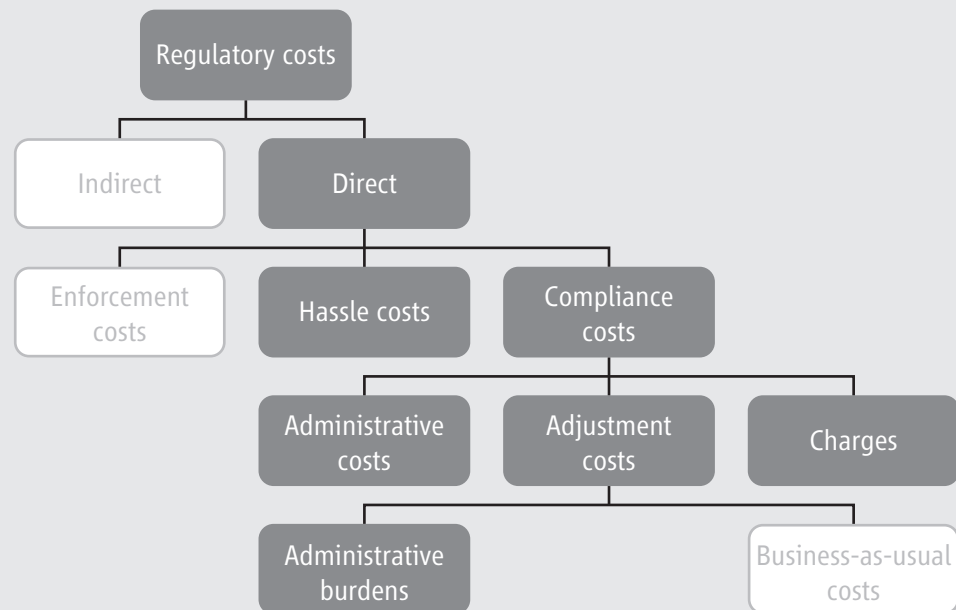 Regulatory costs
Indirect
Direct
Enforcement
costs
Hassle costs
Compliance
costs
Administrative
costs
Adjustment
costs
Charges
Administrative
burdens
Business-as-usual
costs